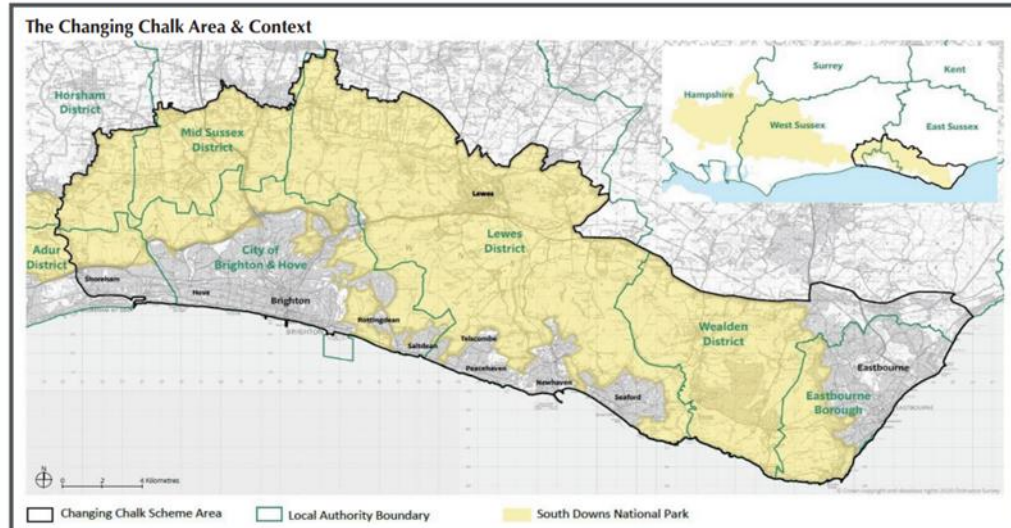 The Changing Chalk Area & Context
Horsham
District
Mid Sussex
District
Lewes
Lewes
District
Adur
District
City of
Brighton & Hove
Shoreham
Hove
Brighton
Rottingdean
Saltdean
Telscombe
Peacehaven
Newhaven
Seaford
Wealden
District
Eastbourne
Eastbourne
Borough
Surrey
Kent
Hampshire
West Sussex
East Sussex
N
0 2 4 Kilometres
Changing Chalk Scheme Area
Local Authority Boundary
South Downs National Park